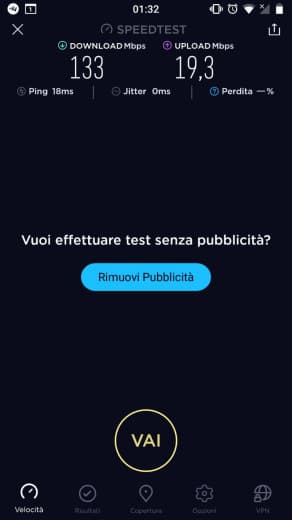 01:32
SPEEDTEST
DOWNLOAD Mbps UPLOAD Mbps
133 19,3
Ping 18ms Jitter 0ms Perdita —%
Vuoi effettuare test senza pubblicità?
Rimuovi Pubblicità
VAI
Velocità Risultati Copertura Opzioni VPN